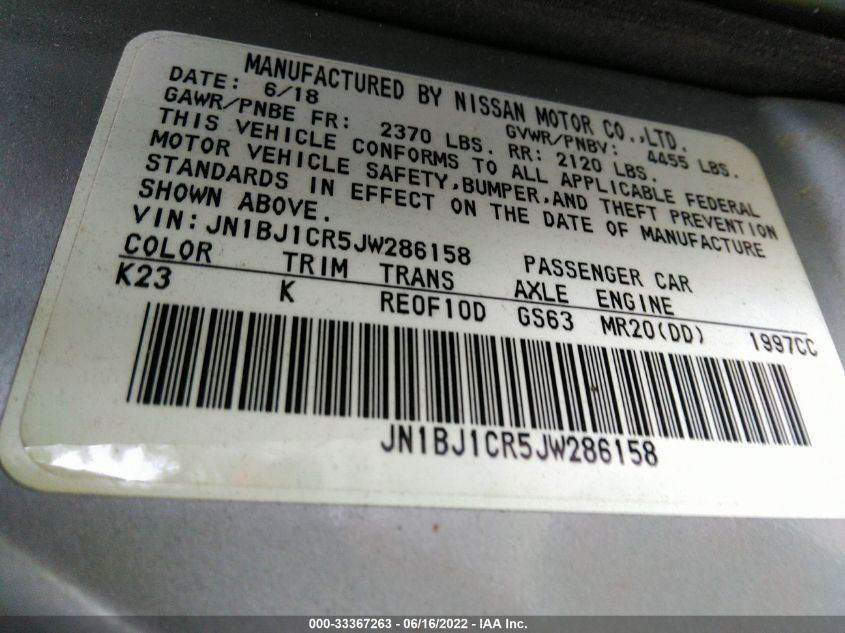 MANUFACTURED BY NISSAN MOTOR CO.,LTD.
DATE: 6/18 GVWR/PNBV: 4455 LBS.
GAWR/PNBE FR: 2370 LBS. RR: 2120 LBS.
THIS VEHICLE CONFORMS TO ALL APPLICABLE FEDERAL
MOTOR VEHICLE SAFETY,BUMPER,AND THEFT PREVENTION
STANDARDS IN EFFECT ON THE DATE OF MANUFACTURE
SHOWN ABOVE.
VIN:JN1BJ1CR5JW286158 PASSENGER CAR
COLOR TRIM TRANS AXLE ENGINE
K23 K RE0F10D GS63 MR20(DD) 1997CC
JN1BJ1CR5JW286158
000-33367263 - 06/16/2022 - IAA Inc.